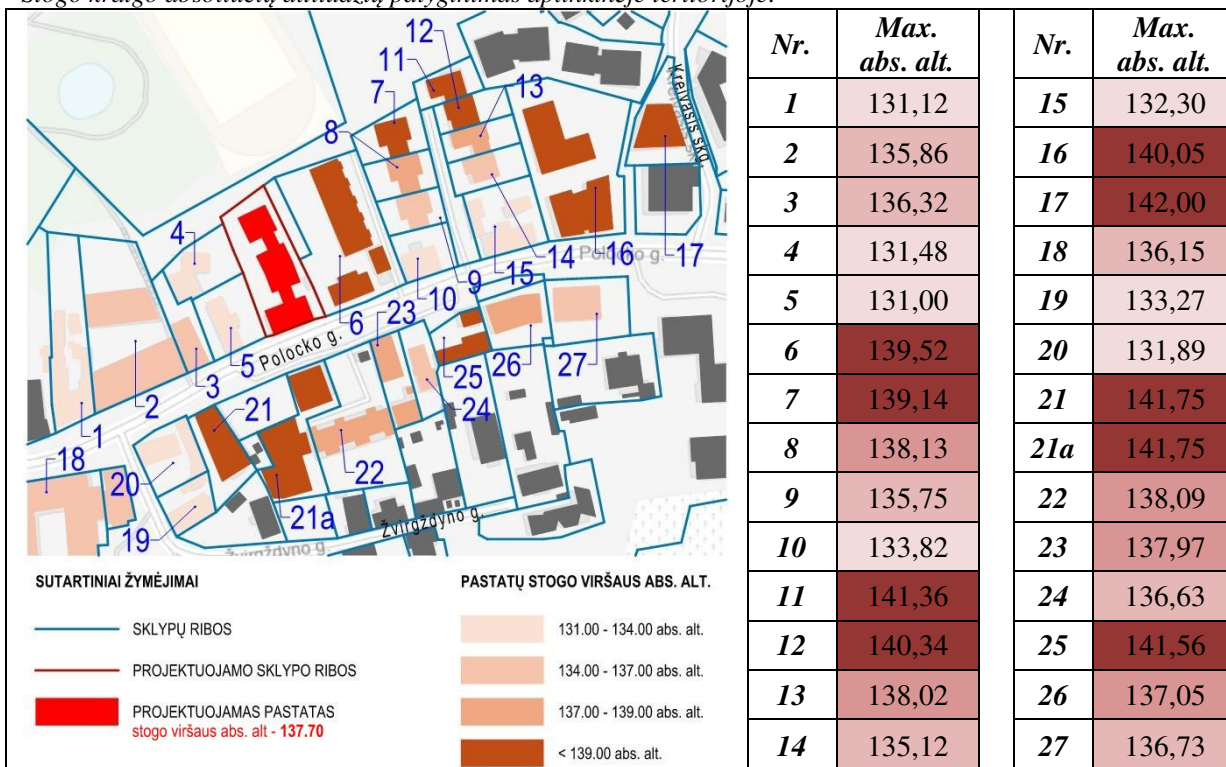 Stogo kraigo absoliučių altitudžių palyginimas aplinkinėje teritorijoje:
12
11
7
13
8
Kreivasis skg.
4
17
16
Polocko g.
14
15
9
10
23
6
Polocko g.
5
3
2
1
25
26
27
24
21
18
20
22
21a
19
Žvirgždyno g.
Žvirgždyno g.
SUTARTINIAI ŽYMĖJIMAI
SKLYPŲ RIBOS
PROJEKTUOJAMO SKLYPO RIBOS
PROJEKTUOJAMAS PASTATAS
stogo viršaus abs. alt - 137.70
PASTATŲ STOGO VIRŠAUS ABS. ALT.
131.00 - 134.00 abs. alt.
134.00 - 137.00 abs. alt.
137.00 - 139.00 abs. alt.
< 139.00 abs. alt.
Nr. Max. abs. alt.
1 131,12
2 135,86
3 136,32
4 131,48
5 131,00
6 139,52
7 139,14
8 138,13
9 135,75
10 133,82
11 141,36
12 140,34
13 138,02
14 135,12
Nr. Max. abs. alt.
15 132,30
16 140,05
17 142,00
18 136,15
19 133,27
20 131,89
21 141,75
21a 141,75
22 138,09
23 137,97
24 136,63
25 141,56
26 137,05
27 136,73